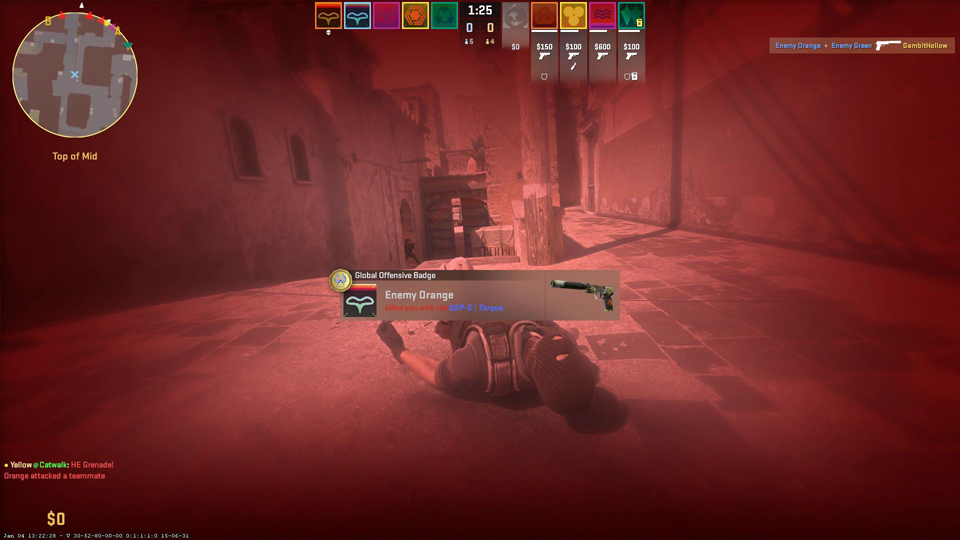 B
A
1:25
0 0
5 4
$0 $150 $100 $600 $100
Enemy Orange + Enemy Green GambitHollow
Top of Mid
Global Offensive Badge
Enemy Orange
killed you with the USP-S | Torque
Yellow @ Catwalk: HE Grenade!
Orange attacked a teammate
$0